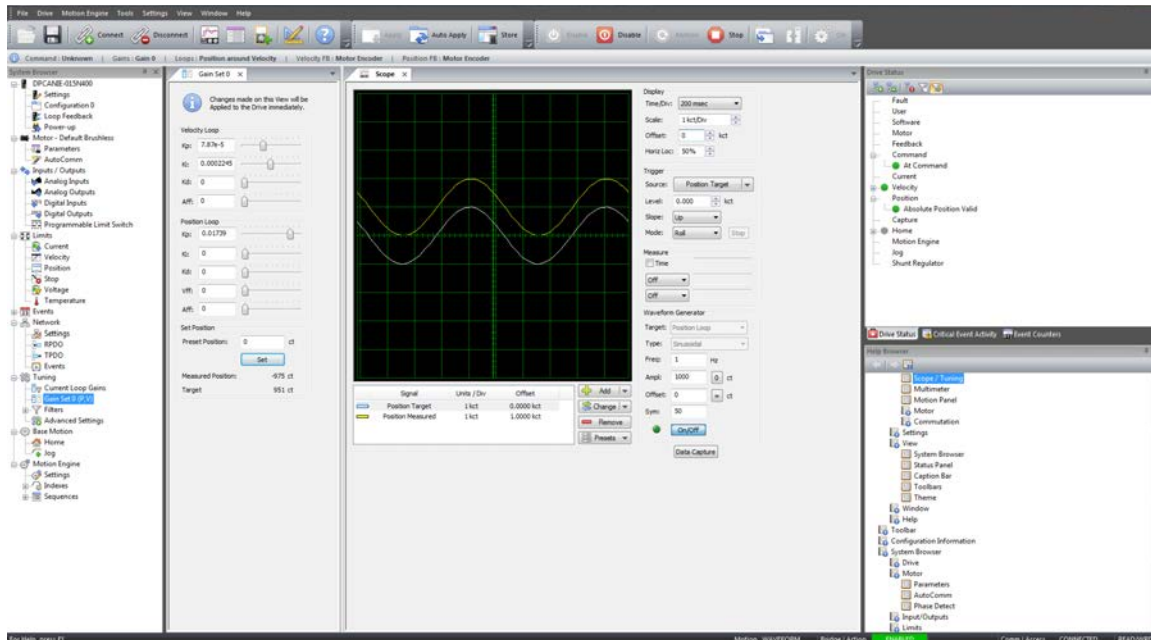 File Drive Motion Engine Tools Settings View Window Help
Connect Disconnect Auto Apply Store Disable Stop
Command : Unknown | Gains : Gain 0 | Loops : Position around Velocity | Velocity FB : Motor Encoder | Position FB : Motor Encoder
System Browser
DPCANIE-015N400
Settings
Configuration 0
Loop Feedback
Power-up
Motor - Default Brushless
Parameters
AutoComm
Inputs / Outputs
Analog Inputs
Analog Outputs
Digital Inputs
Digital Outputs
Programmable Limit Switch
Limits
Current
Velocity
Position
Stop
Voltage
Temperature
Events
Network
Settings
RPDO
TPDO
Events
Tuning
Current Loop Gains
Gain Set 0 (P,V)
Filters
Advanced Settings
Base Motion
Home
Jog
Motion Engine
Settings
Indexes
Sequences
Gain Set 0 x
Changes made on this View will be
Applied to the Drive immediately.
Velocity Loop
Kp: 7.87e-5
Ki: 0.0002245
Kd: 0
Aff: 0
Position Loop
Kp: 0.01739
Ki: 0
Kd: 0
Vff: 0
Aff: 0
Set Position
Preset Position: 0 ct
Set
Measured Position: -975 ct
Target 951 ct
Scope x
Signal Units / Div Offset
Position Target 1 kct 0.0000 kct
Position Measured 1 kct 1.0000 kct
Add
Change
Remove
Presets
Display
Time/Div: 200 msec
Scale: 1 kct/Div
Offset: 0 kct
Horiz Loc: 50%
Trigger
Source: Position Target
Level: 0.000 kct
Slope: Up
Mode: Roll Stop
Measure
Time
Off
Off
Waveform Generator
Target: Position Loop
Type: Sinusoidal
Freq: 1 Hz
Ampl: 1000 0 ct
Offset: 0 = ct
Sym: 50
On/Off
Data Capture
Drive Status
Fault
User
Software
Motor
Feedback
Command
At Command
Current
Velocity
Position
Absolute Position Valid
Capture
Home
Motion Engine
Jog
Shunt Regulator
Drive Status Critical Event Activity Event Counters
Help Browser
Scope / Tuning
Multimeter
Motion Panel
Motor
Commutation
Settings
View
System Browser
Status Panel
Caption Bar
Toolbars
Theme
Window
Help
Toolbar
Configuration Information
System Browser
Drive
Motor
Parameters
AutoComm
Phase Detect
Input/Outputs
Limits
For Help, press F1 Motion WAVEFORM Bridge / Action ENABLED Comm / Access CONNECTED